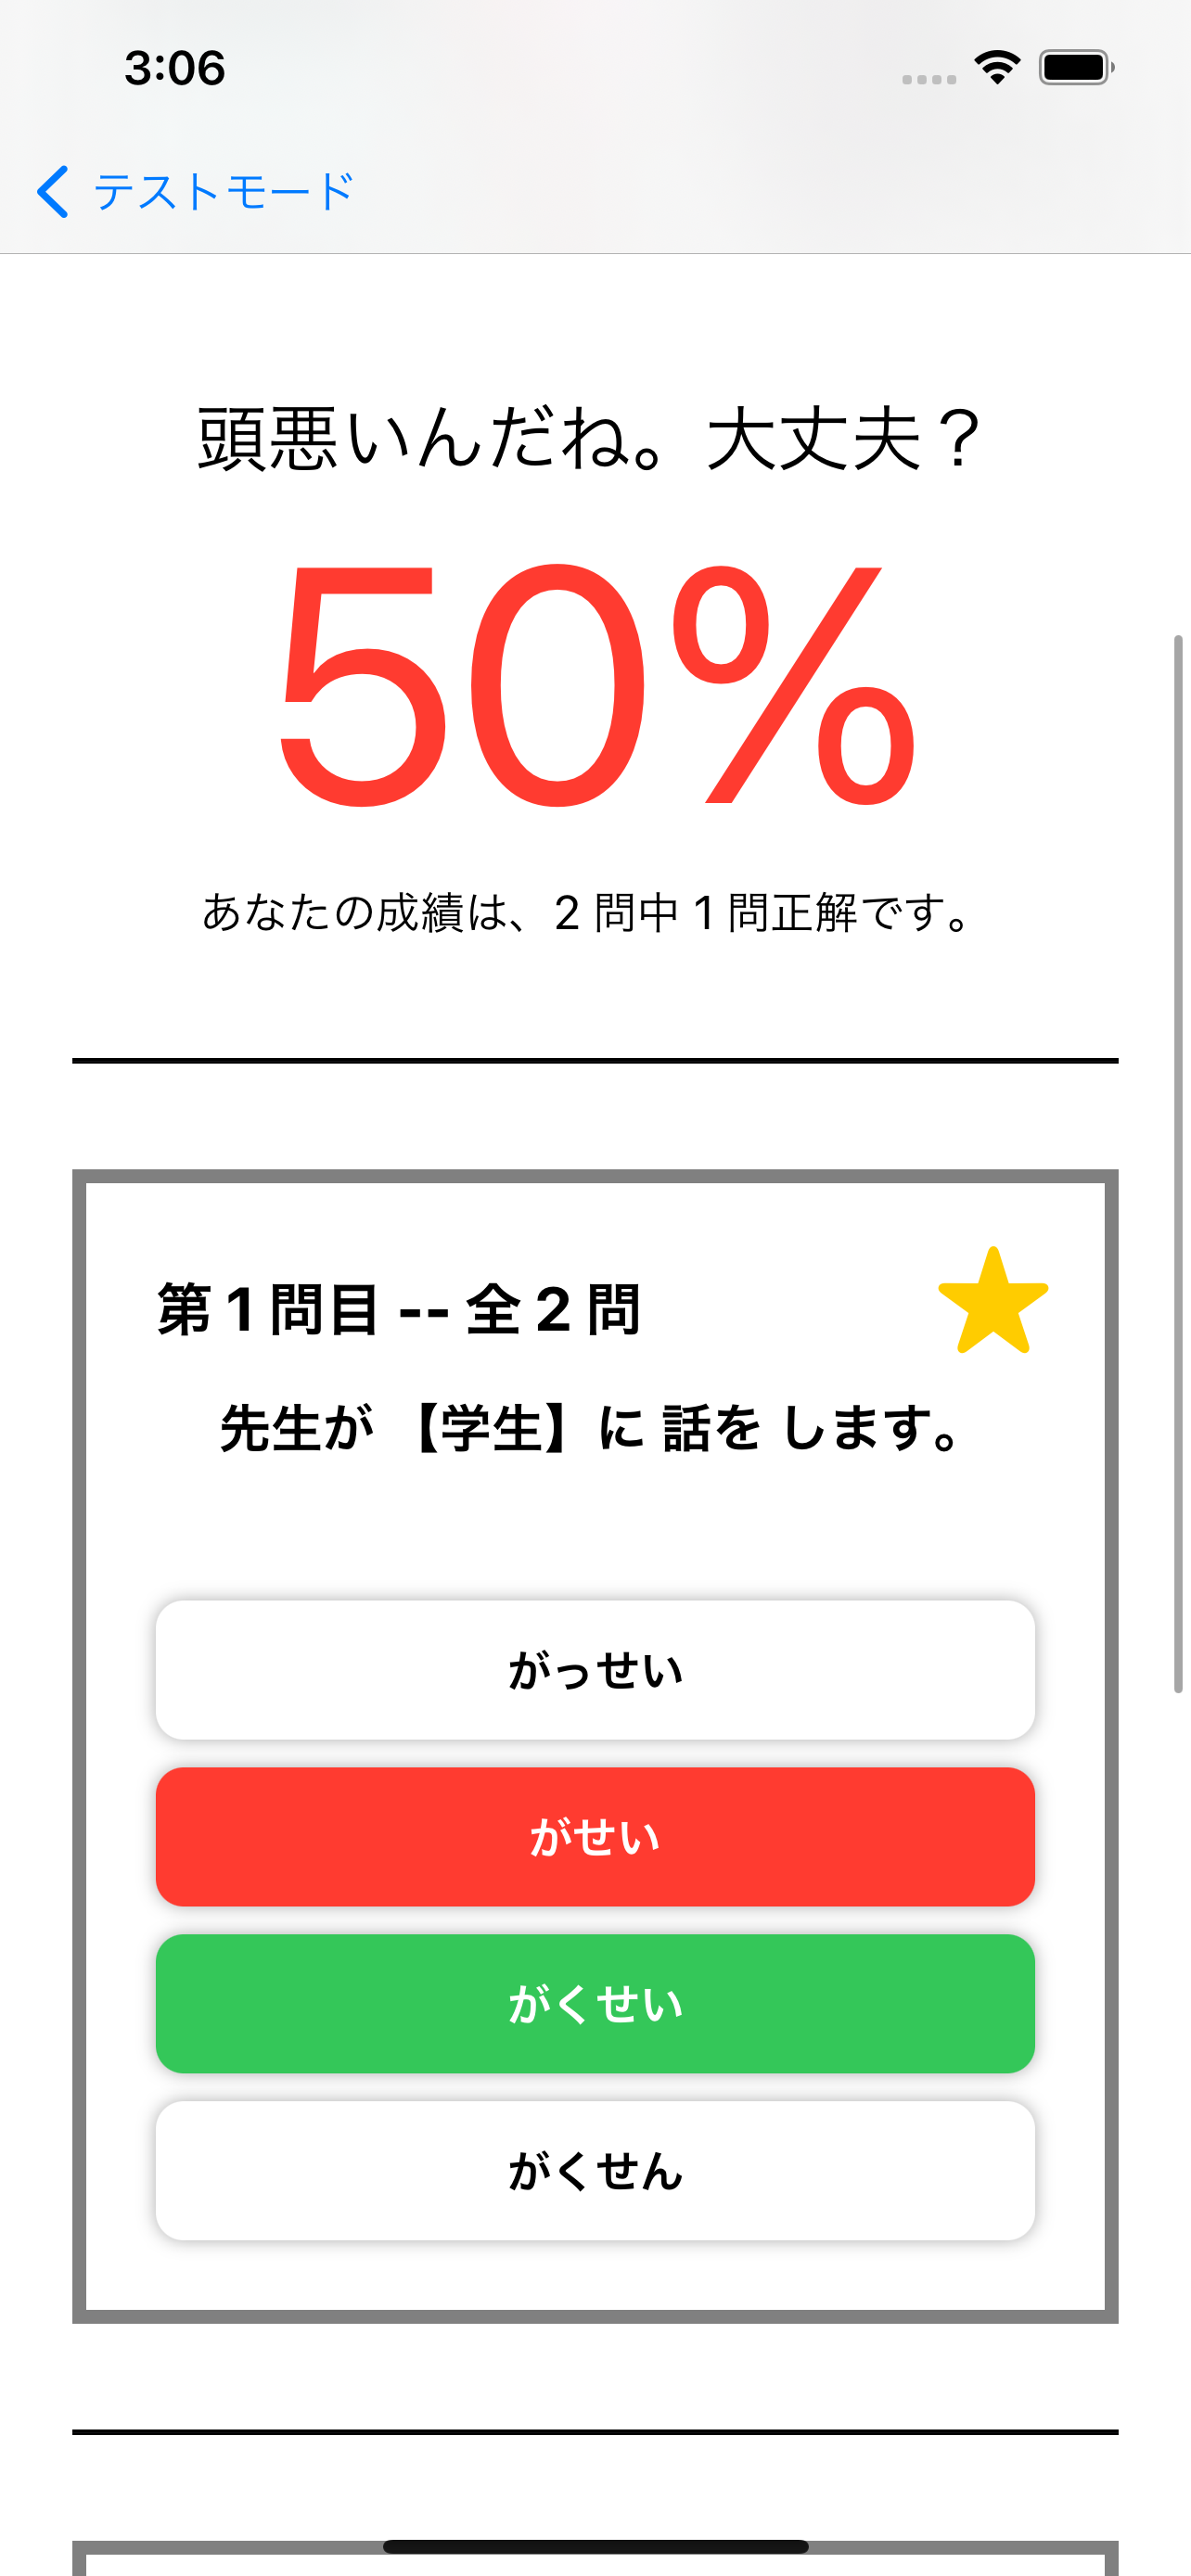 3:06
テストモード
頭悪いんだね。大丈夫？
50%
あなたの成績は、2 問中 1 問正解です。
第 1 問目 -- 全 2 問
先生が 【学生】に 話を します。
がっせい
がせい
がくせい
がくせん